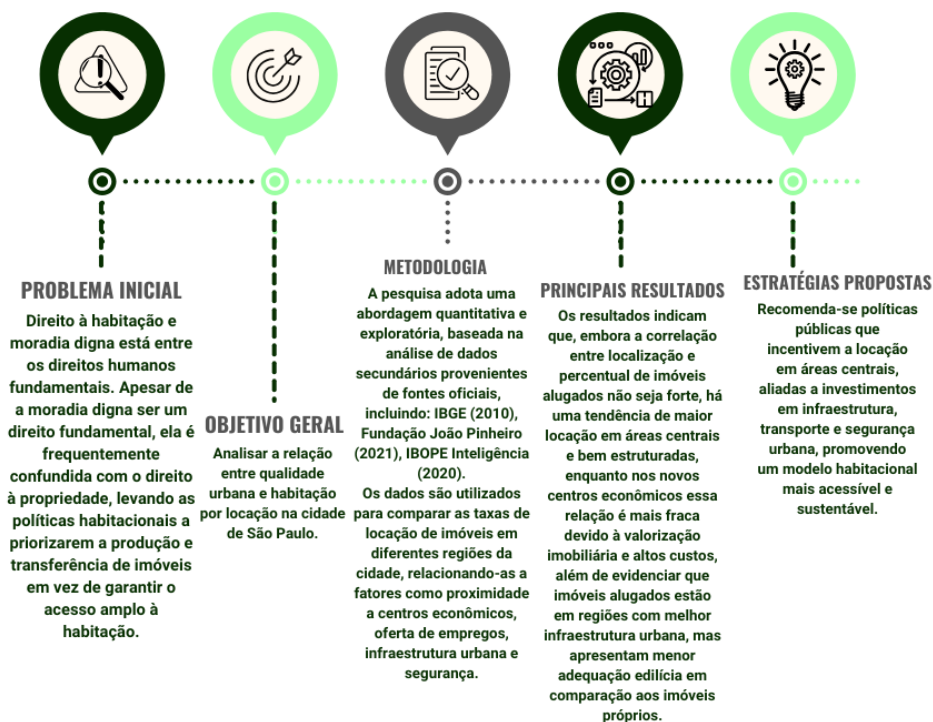 PROBLEMA INICIAL
Direito à habitação e
moradia digna está entre
os direitos humanos
fundamentais. Apesar de
a moradia digna ser um
direito fundamental, ela é
frequentemente
confundida com o direito
à propriedade, levando as
políticas habitacionais a
priorizarem a produção e
transferência de imóveis
em vez de garantir o
acesso amplo à
habitação.
OBJETIVO GERAL
Analisar a relação
entre qualidade
urbana e habitação
por locação na cidade
de São Paulo.
METODOLOGIA
A pesquisa adota uma
abordagem quantitativa e
exploratória, baseada na
análise de dados
secundários provenientes
de fontes oficiais,
incluindo: IBGE (2010),
Fundação João Pinheiro
(2021), IBOPE Inteligência
(2020).
Os dados são utilizados
para comparar as taxas de
locação de imóveis em
diferentes regiões da
cidade, relacionando-as a
fatores como proximidade
a centros econômicos,
oferta de empregos,
infraestrutura urbana e
segurança.
PRINCIPAIS RESULTADOS
Os resultados indicam
que, embora a correlação
entre localização e
percentual de imóveis
alugados não seja forte, há
uma tendência de maior
locação em áreas centrais
e bem estruturadas,
enquanto nos novos
centros econômicos essa
relação é mais fraca
devido à valorização
imobiliária e altos custos,
além de evidenciar que
imóveis alugados estão
em regiões com melhor
infraestrutura urbana, mas
apresentam menor
adequação edilícia em
comparação aos imóveis
próprios.
ESTRATÉGIAS PROPOSTAS
Recomenda-se políticas
públicas que
incentivem a locação
em áreas centrais,
aliadas a investimentos
em infraestrutura,
transporte e segurança
urbana, promovendo
um modelo habitacional
mais acessível e
sustentável.